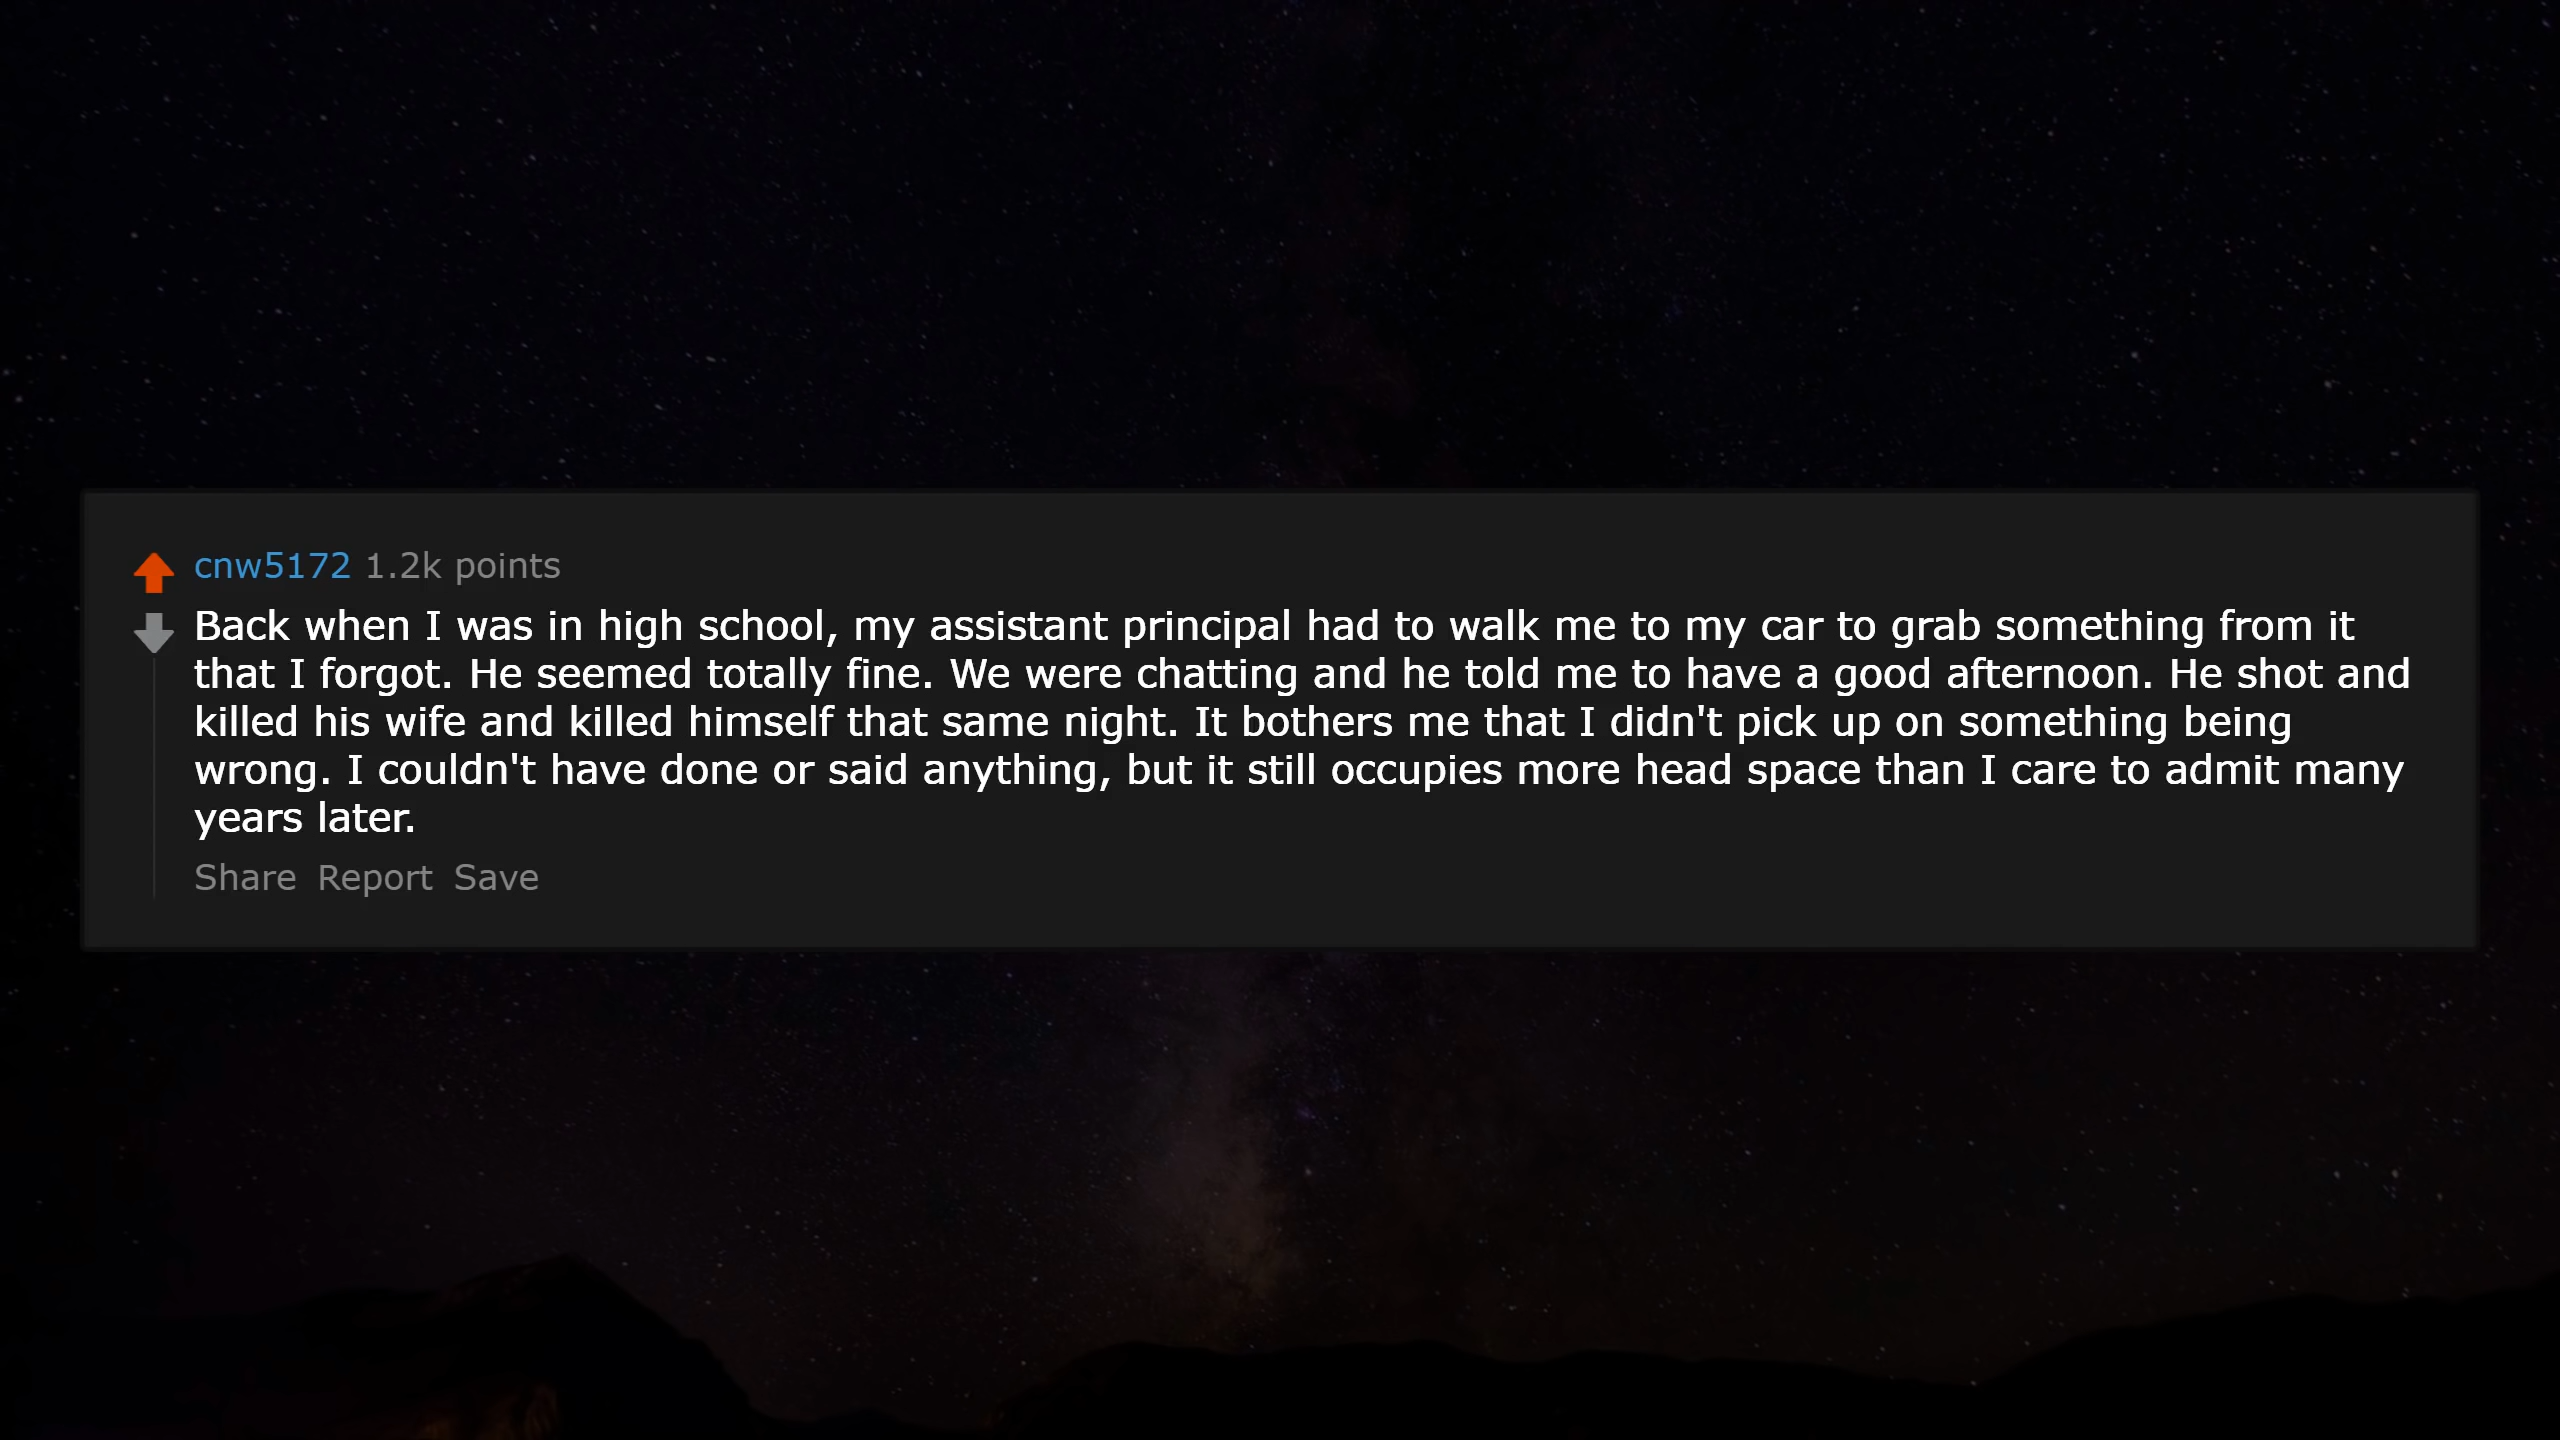 cnw5172 1.2k points
Back when I was in high school, my assistant principal had to walk me to my car to grab something from it
that I forgot. He seemed totally fine. We were chatting and he told me to have a good afternoon. He shot and
killed his wife and killed himself that same night. It bothers me that I didn't pick up on something being
wrong. I couldn't have done or said anything, but it still occupies more head space than I care to admit many
years later.
Share Report Save